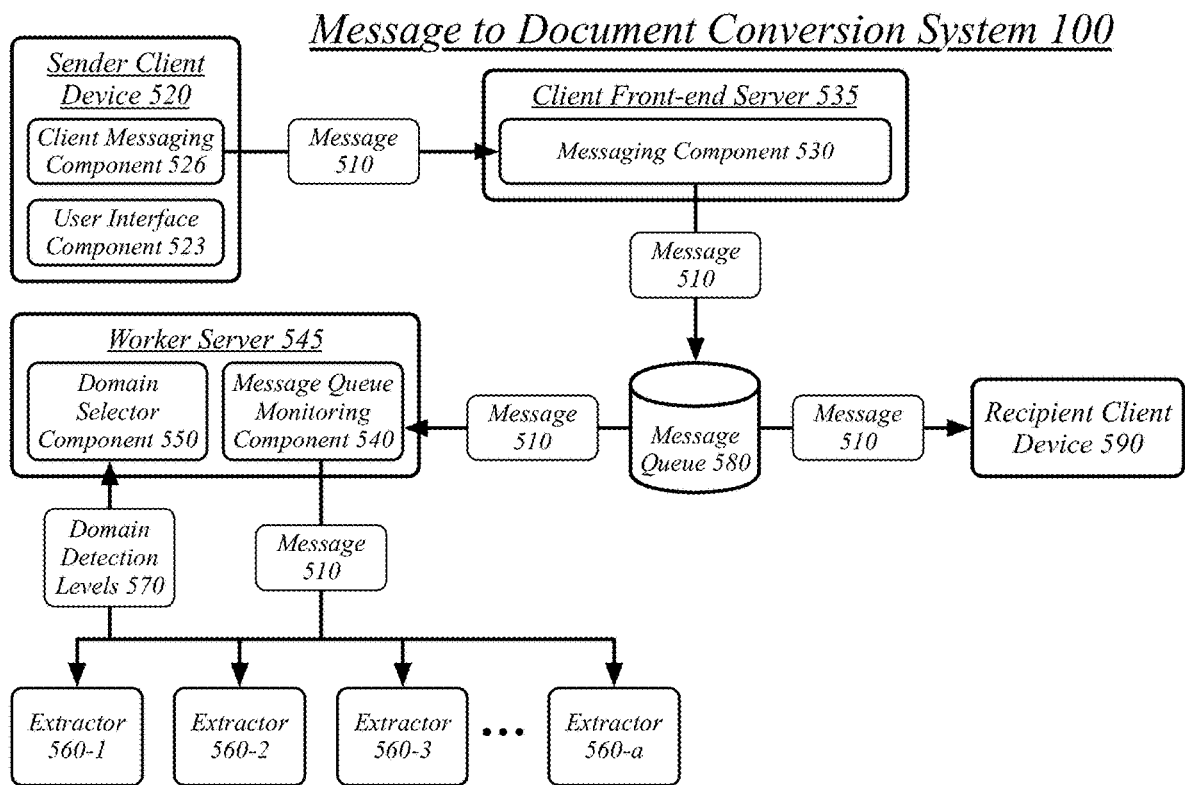 Message to Document Conversion System 100
Sender Client
Device 520
Client Messaging
Component 526
User Interface
Component 523
Message
510
Client Front-end Server 535
Messaging Component 530
Message
510
Worker Server 545
Domain
Selector
Component 550
Message Queue
Monitoring
Component 540
Message
510
Message
Queue 580
Message
510
Recipient Client
Device 590
Domain
Detection
Levels 570
Message
510
Extractor
560-1
Extractor
560-2
Extractor
560-3
•••
Extractor
560-a